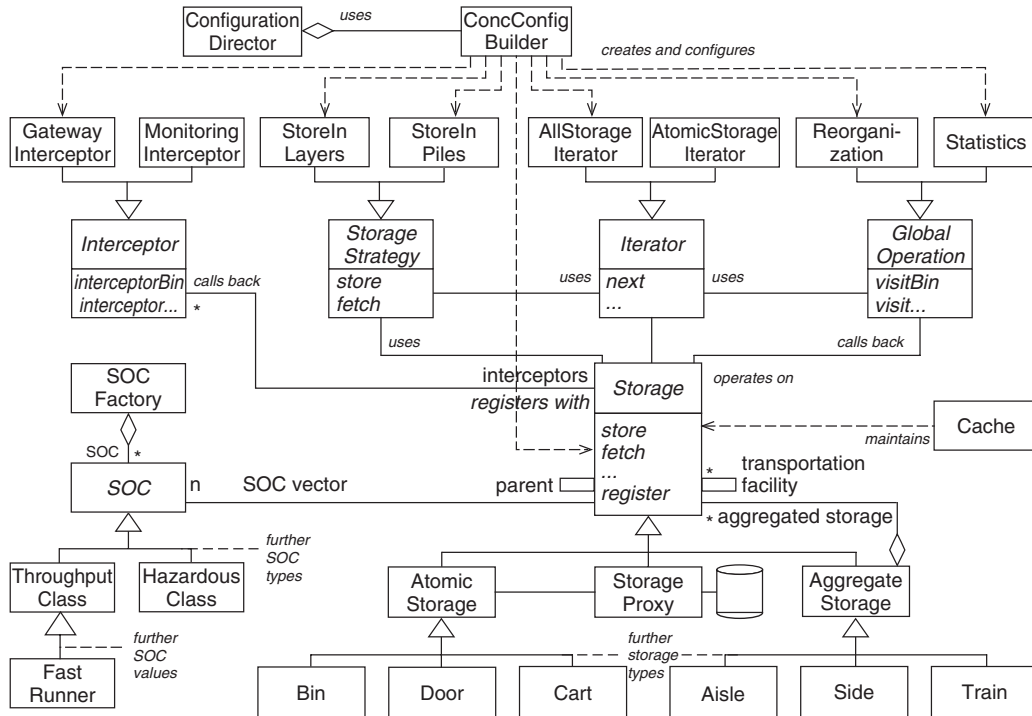 Configuration
Director
uses
ConcConfig
Builder
creates and configures
Gateway
Interceptor
Monitoring
Interceptor
StoreIn
Layers
StoreIn
Piles
AllStorage
Iterator
AtomicStorage
Iterator
Reorgani-
zation
Statistics
Interceptor
interceptorBin
interceptor...
calls back
*
Storage
Strategy
store
fetch
uses
Iterator
next
...
uses
Global
Operation
visitBin
visit...
uses
calls back
SOC
Factory
interceptors
registers with
Storage
operates on
store
fetch
...
register
maintains
Cache
SOC
*
SOC
n
SOC vector
parent
*
transportation
facility
*
aggregated storage
further
SOC
types
Throughput
Class
Hazardous
Class
Atomic
Storage
Storage
Proxy
Aggregate
Storage
further
SOC
values
further
storage
types
Fast
Runner
Bin
Door
Cart
Aisle
Side
Train